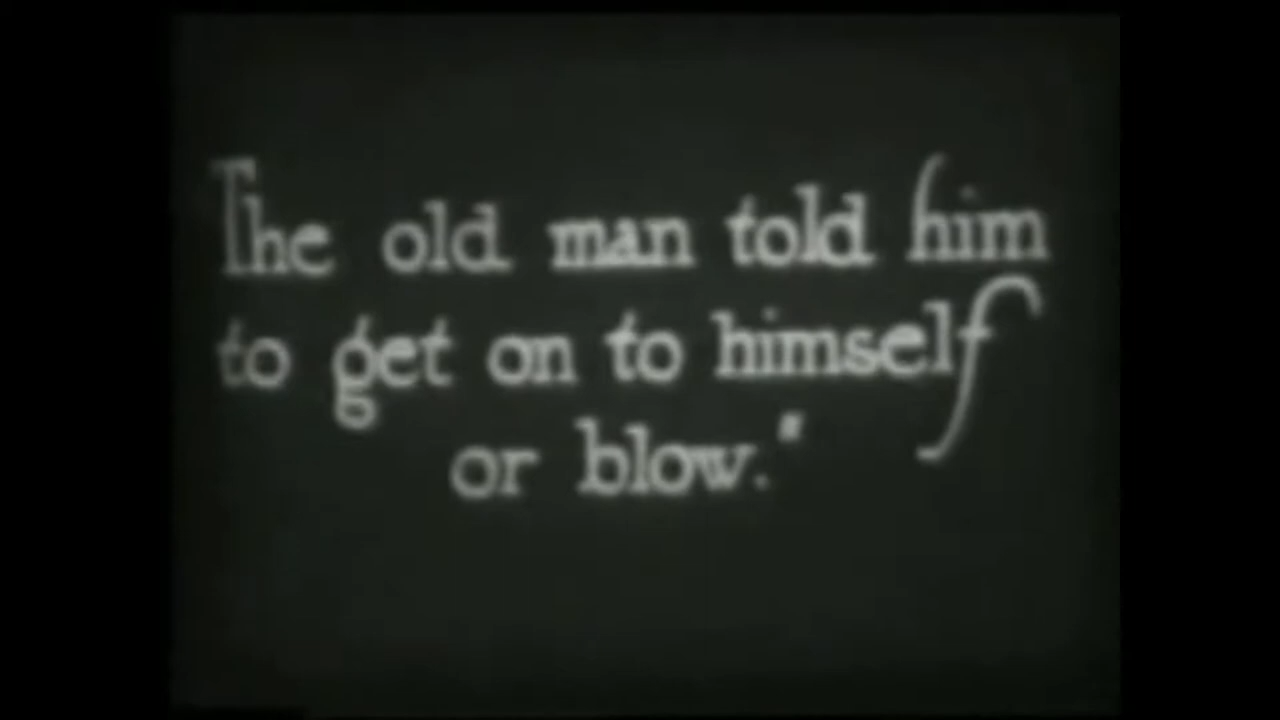 The old man told him
to get on to himself
or blow."